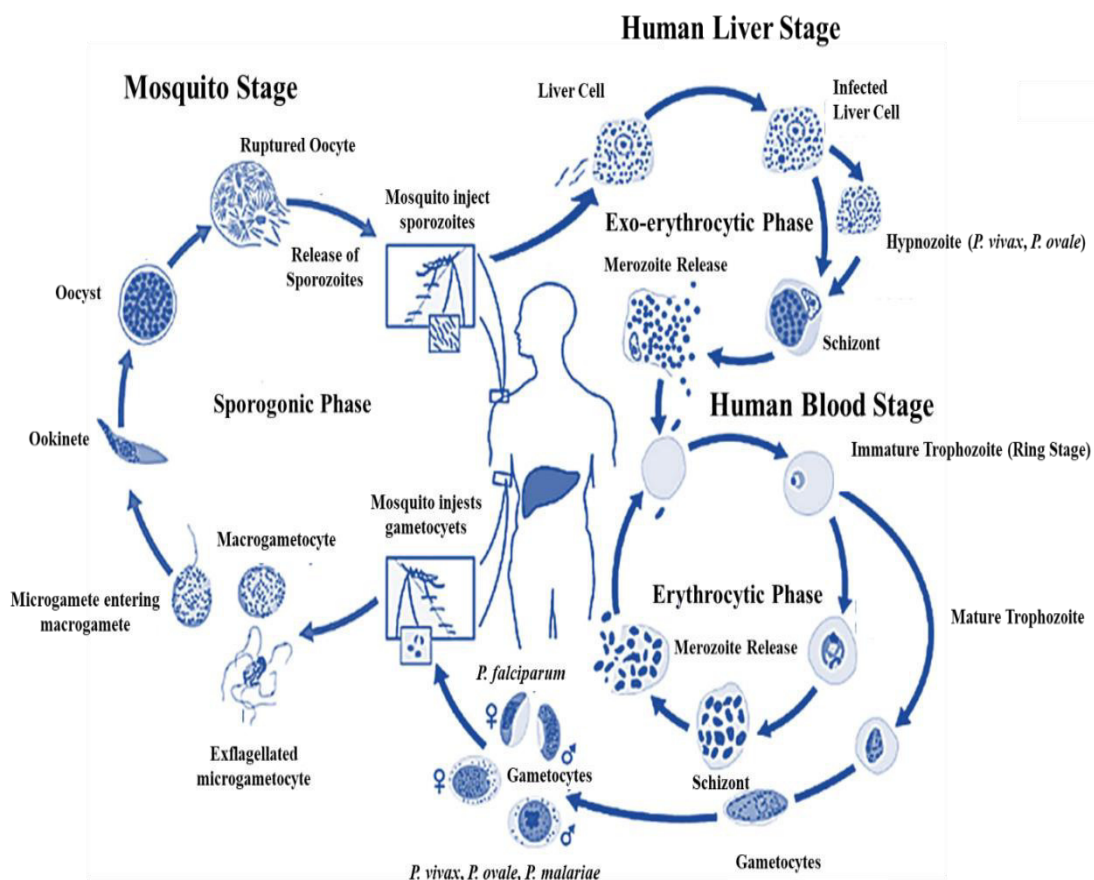 Human Liver Stage
Mosquito Stage
Liver Cell
Infected
Liver Cell
Ruptured Oocyte
Mosquito inject
sporozoites
Exo-erythrocytic Phase
Hypnozoite (P. vivax, P. ovale)
Release of
Sporozoites
Merozoite Release
Oocyst
Schizont
Sporogonic Phase
Human Blood Stage
Ookinete
Immature Trophozoite (Ring Stage)
Mosquito injests
gametocyets
Macrogametocyte
Microgamete entering
macrogamete
Erythrocytic Phase
Mature Trophozoite
Merozoite Release
P. falciparum
♀
♂
Exflagellated
microgametocyte
Gametocytes
♀
♂
Schizont
Gametocytes
P. vivax, P. ovale, P. malariae